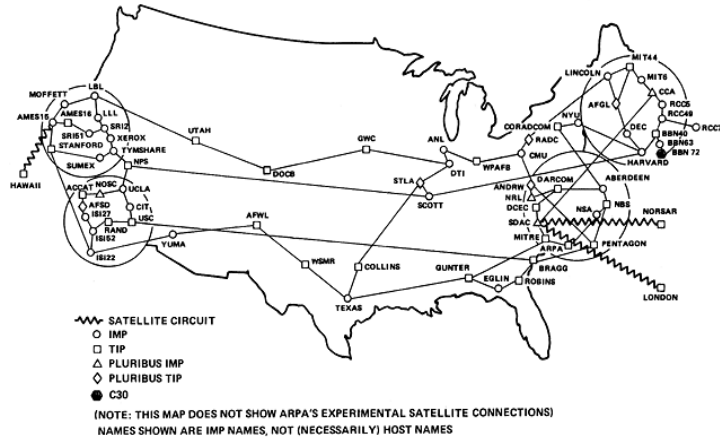 MIT44
LINCOLN
MIT6
CCA
RCC5
RCC49
AFGL
DEC
BBN40
BBN63
BBN 72
HARVARD
NYU
CORADCOM
RADC
CMU
MOFFETT
LBL
AMES15
AMES16
LLL
SRI2
SRI51
XEROX
STANFORD
TYMSHARE
SUMEX
NPS
HAWAII
UTAH
GWC
DOCB
ANL
WPAFB
DTI
STLA
SCOTT
ANDRW
DARCOM
ABERDEEN
NRL
DCEC
NSA
NBS
SDAC
NORSAR
MITRE
ARPA
PENTAGON
ACCAT
NOSC
UCLA
AFSD
ISI27
CIT
RAND
USC
ISI52
ISI22
AFWL
YUMA
WSMR
COLLINS
TEXAS
GUNTER
EGLIN
ROBINS
BRAGG
LONDON
SATELLITE CIRCUIT
IMP
TIP
PLURIBUS IMP
PLURIBUS TIP
C30
(NOTE: THIS MAP DOES NOT SHOW ARPA'S EXPERIMENTAL SATELLITE CONNECTIONS)
NAMES SHOWN ARE IMP NAMES, NOT (NECESSARILY) HOST NAMES